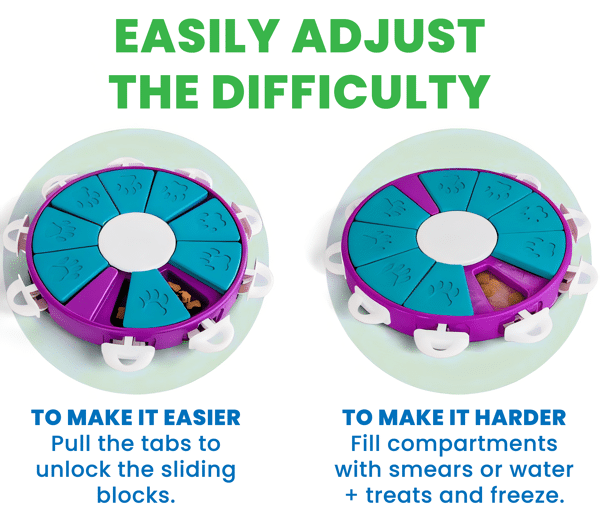 EASILY ADJUST
THE DIFFICULTY
TO MAKE IT EASIER
Pull the tabs to
unlock the sliding
blocks.
TO MAKE IT HARDER
Fill compartments
with smears or water
+ treats and freeze.